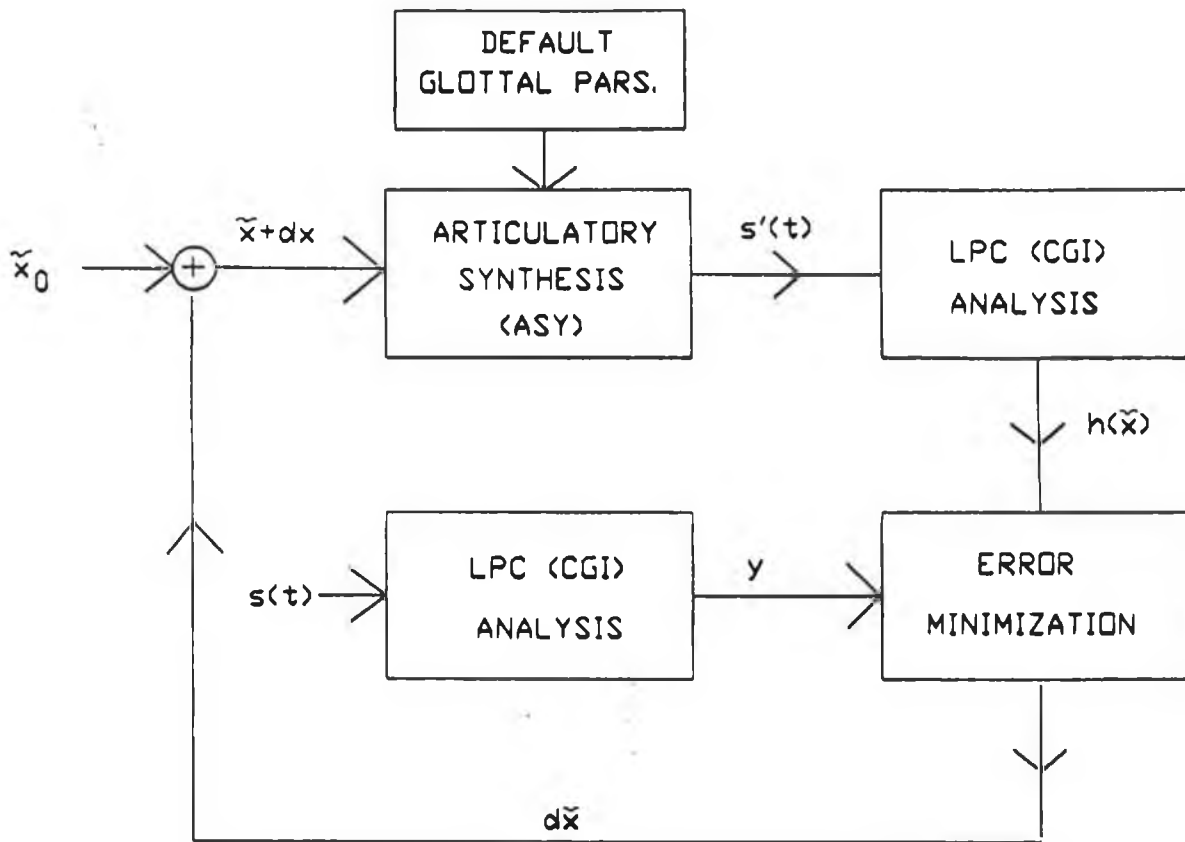 DEFAULT
GLOTTAL PARS.
x̃+dx
ARTICULATORY
SYNTHESIS
(ASY)
s'(t)
LPC (CGI)
ANALYSIS
x̃0
+
h(x̃)
s(t)
LPC (CGI)
ANALYSIS
y
ERROR
MINIMIZATION
dx̃